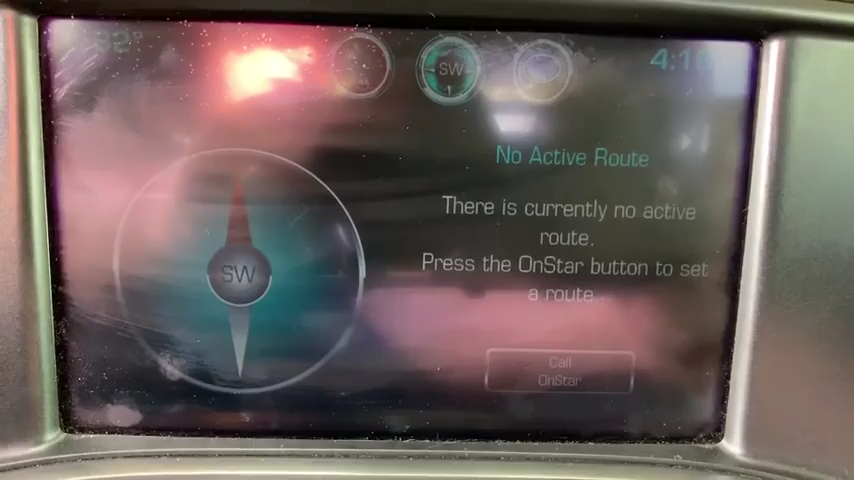 SW
No Active Route
There is currently no active
route.
Press the OnStar button to set
a route.
SW
Call
OnStar